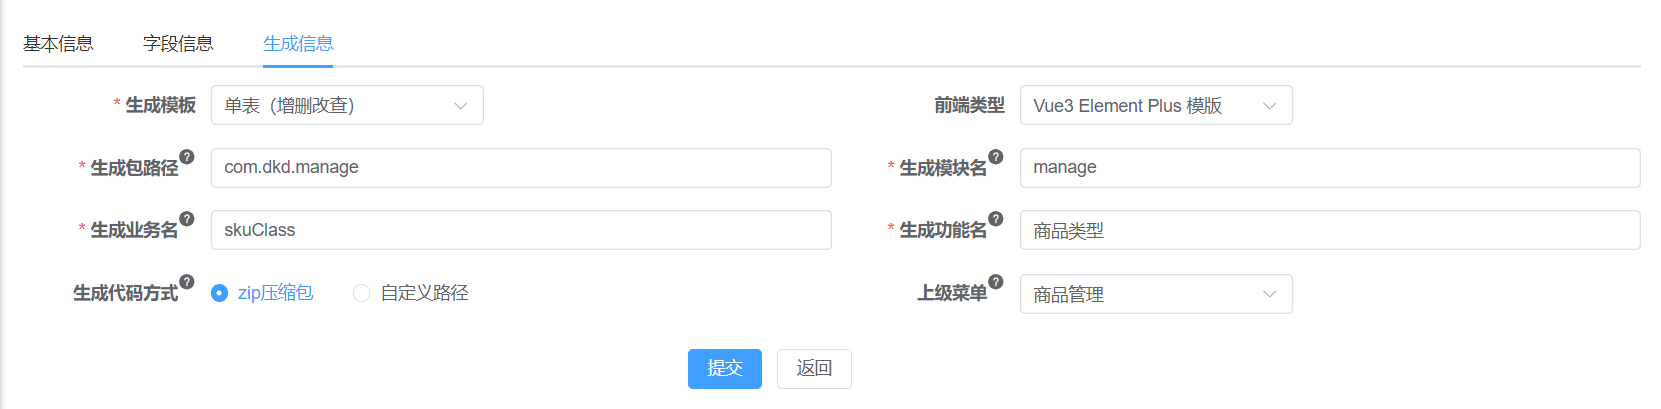 基本信息 字段信息 生成信息
* 生成模板 单表（增删改查） 前端类型 Vue3 Element Plus 模版
* 生成包路径 ? com.dkd.manage * 生成模块名 ? manage
* 生成业务名 ? skuClass * 生成功能名 ? 商品类型
生成代码方式 ? zip压缩包 自定义路径 上级菜单 ? 商品管理
提交 返回